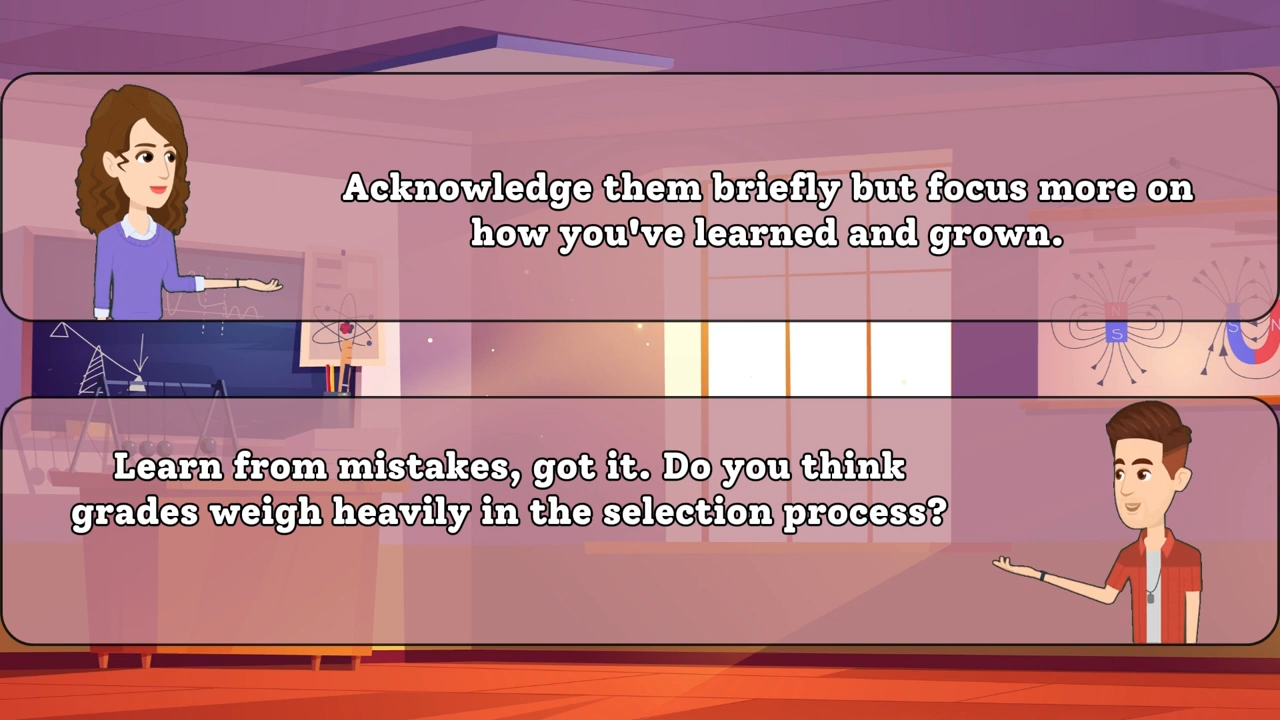 Acknowledge them briefly but focus more on
how you've learned and grown.
N
S
S
N
Learn from mistakes, got it. Do you think
grades weigh heavily in the selection process?